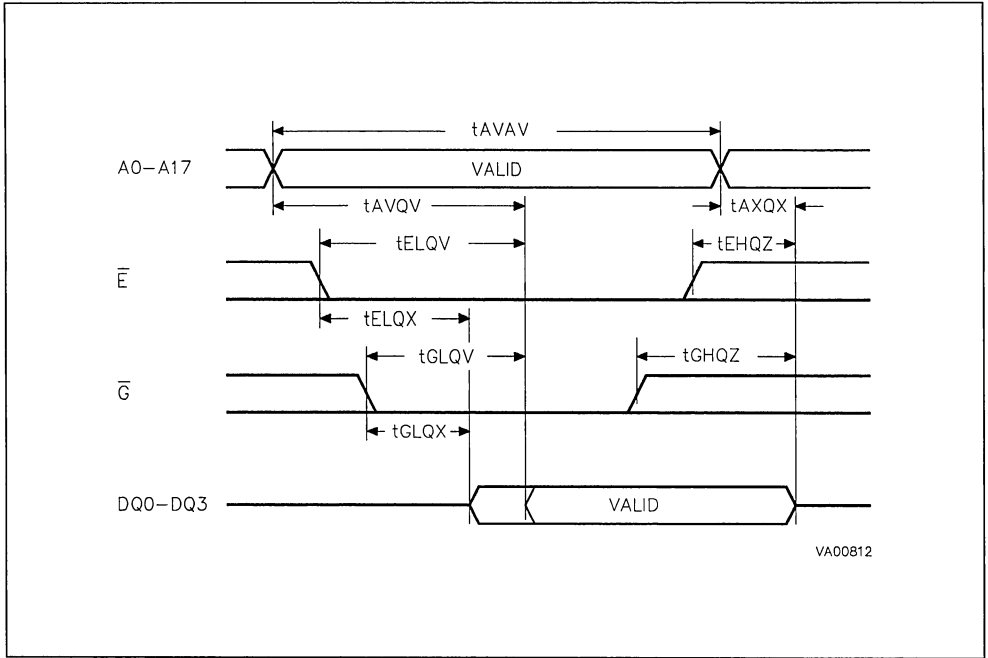 tAVAV
A0–A17 VALID
tAVQV tAXQX
tELQV tEHQZ
E̅
tELQX
tGLQV tGHQZ
G̅
tGLQX
DQ0–DQ3 VALID
VA00812